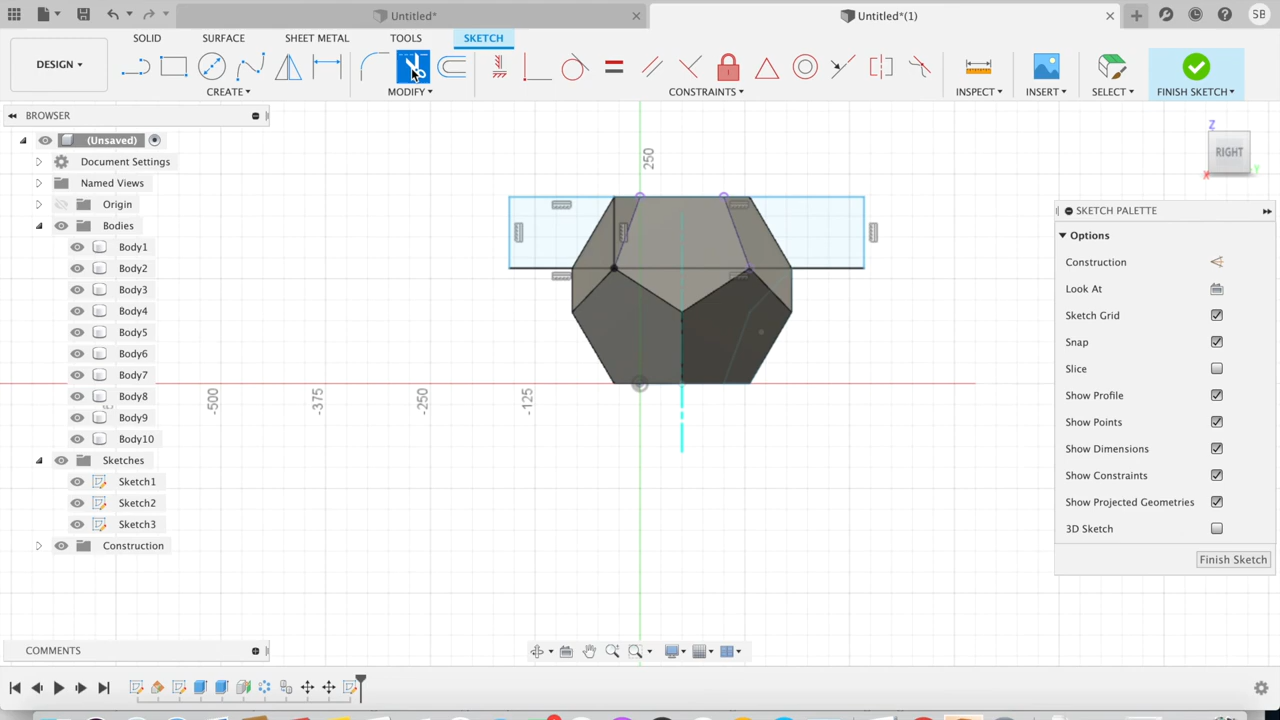 Untitled*
Untitled*(1)
SB
DESIGN
SOLID
SURFACE
SHEET METAL
TOOLS
SKETCH
CREATE
MODIFY
CONSTRAINTS
INSPECT
INSERT
SELECT
FINISH SKETCH
BROWSER
(Unsaved)
Document Settings
Named Views
Origin
Bodies
Body1
Body2
Body3
Body4
Body5
Body6
Body7
Body8
Body9
Body10
Sketches
Sketch1
Sketch2
Sketch3
Construction
250
-500
-375
-250
-125
Z
RIGHT
X
Y
SKETCH PALETTE
Options
Construction
Look At
Sketch Grid
Snap
Slice
Show Profile
Show Points
Show Dimensions
Show Constraints
Show Projected Geometries
3D Sketch
Finish Sketch
COMMENTS